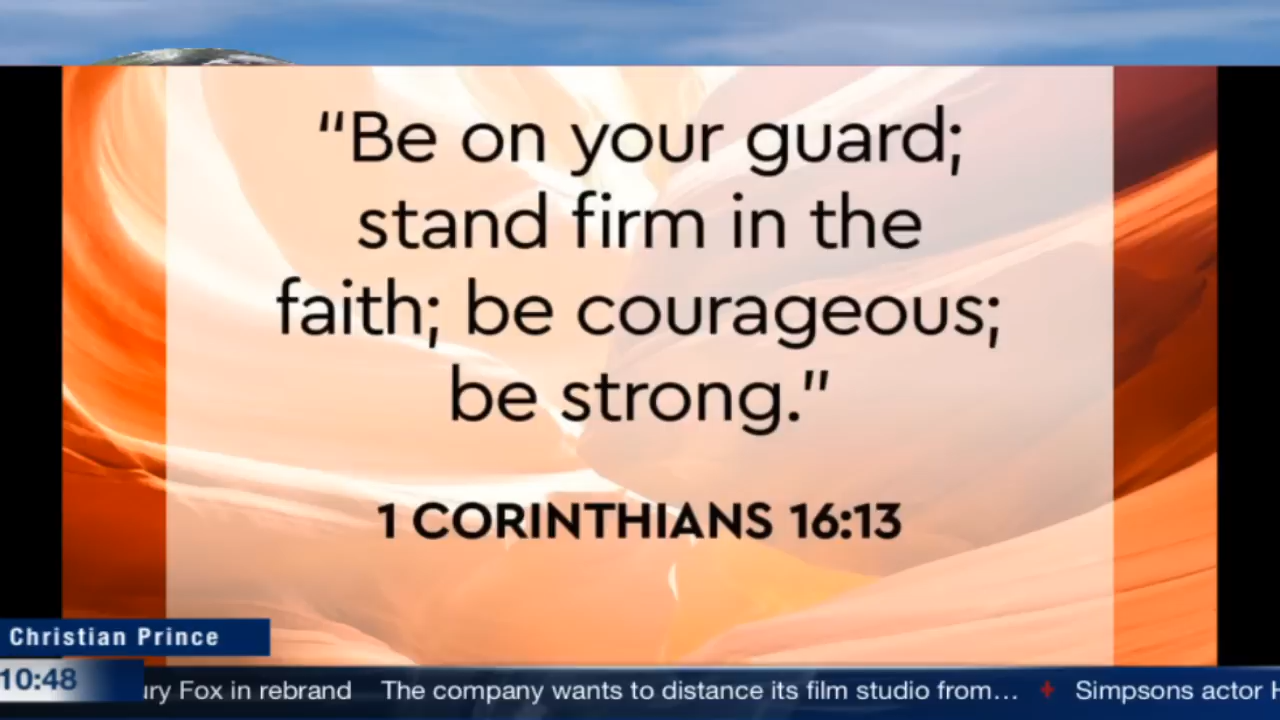 “Be on your guard;
stand firm in the
faith; be courageous;
be strong.”
1 CORINTHIANS 16:13
Christian Prince
10:48
Fox in rebrand The company wants to distance its film studio from... Simpsons actor